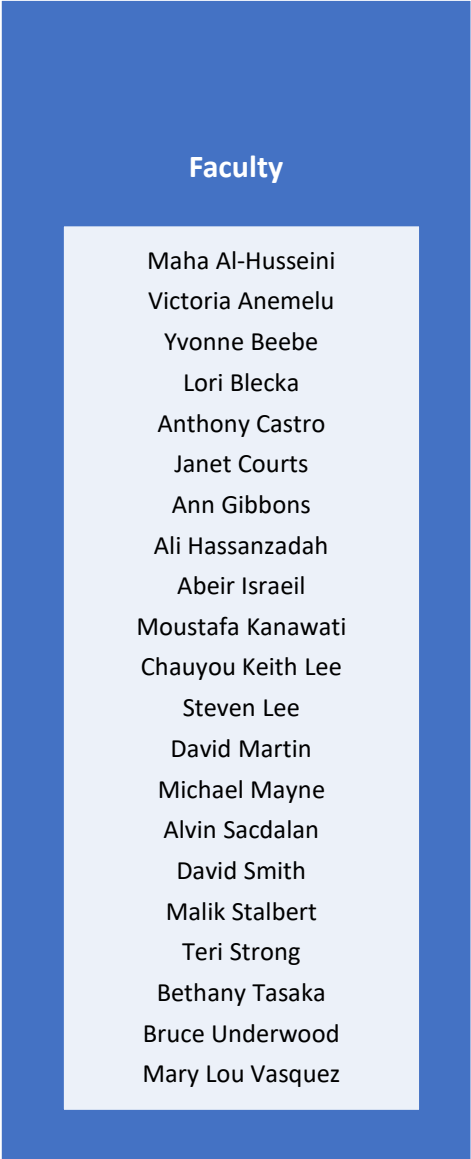 Faculty
Maha Al-Husseini
Victoria Anemelu
Yvonne Beebe
Lori Blecka
Anthony Castro
Janet Courts
Ann Gibbons
Ali Hassanzadah
Abeir Israeil
Moustafa Kanawati
Chauyou Keith Lee
Steven Lee
David Martin
Michael Mayne
Alvin Sacdalan
David Smith
Malik Stalbert
Teri Strong
Bethany Tasaka
Bruce Underwood
Mary Lou Vasquez